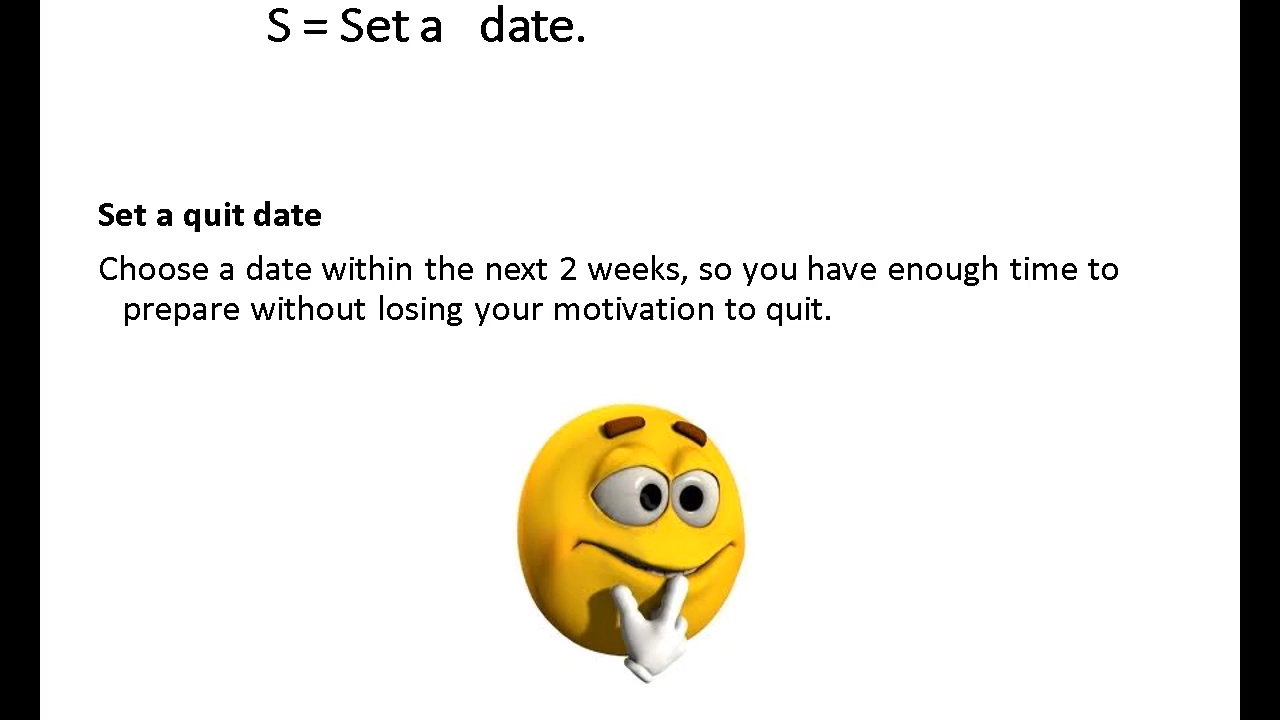 S = Set a date.
Set a quit date
Choose a date within the next 2 weeks, so you have enough time to
prepare without losing your motivation to quit.